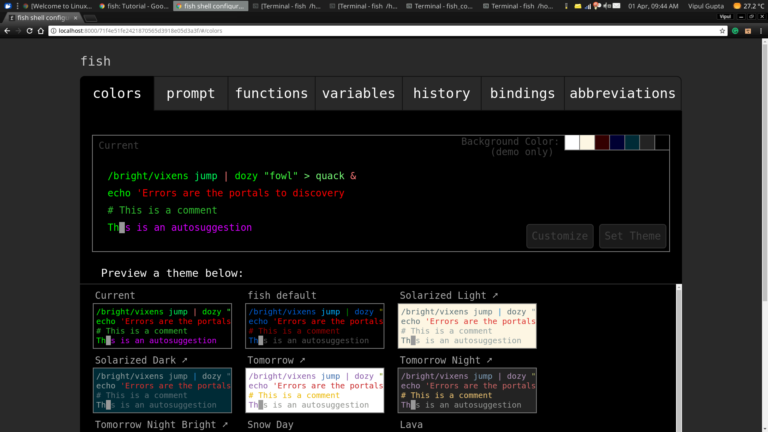 [Welcome to Linux...
fish: Tutorial - Goo...
fish shell configur...
[Terminal - fish /h...
[Terminal - fish /ho...
[Terminal - fish_co...
[Terminal - fish /ho...
01 Apr, 09:44 AM
Vipul Gupta
27.2 °C
fish shell config
Vipul
localhost:8000/71f4e51fe2421870565d3918e05d3a3f/#/colors
fish
colors
prompt
functions
variables
history
bindings
abbreviations
Current
Background Color:
(demo only)
/bright/vixens jump | dozy "fowl" > quack &
echo 'Errors are the portals to discovery
# This is a comment
This is an autosuggestion
Customize
Set Theme
Preview a theme below:
Current
/bright/vixens jump | dozy "
echo 'Errors are the portals
# This is a comment
This is an autosuggestion
fish default
/bright/vixens jump | dozy "
echo 'Errors are the portals
# This is a comment
This is an autosuggestion
Solarized Light ➚
/bright/vixens jump | dozy "
echo 'Errors are the portals
# This is a comment
This is an autosuggestion
Solarized Dark ➚
/bright/vixens jump | dozy "
echo 'Errors are the portals
# This is a comment
This is an autosuggestion
Tomorrow ➚
/bright/vixens jump | dozy "
echo 'Errors are the portals
# This is a comment
This is an autosuggestion
Tomorrow Night ➚
/bright/vixens jump | dozy "
echo 'Errors are the portals
# This is a comment
This is an autosuggestion
Tomorrow Night Bright ➚
Snow Day
Lava